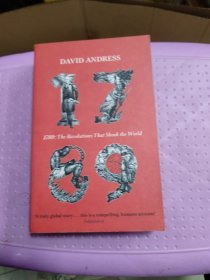 DAVID ANDRESS
17
1789: The Revolutions That Shook the World
89
'A truly global story . . . this is a compelling, humane account'
Independent